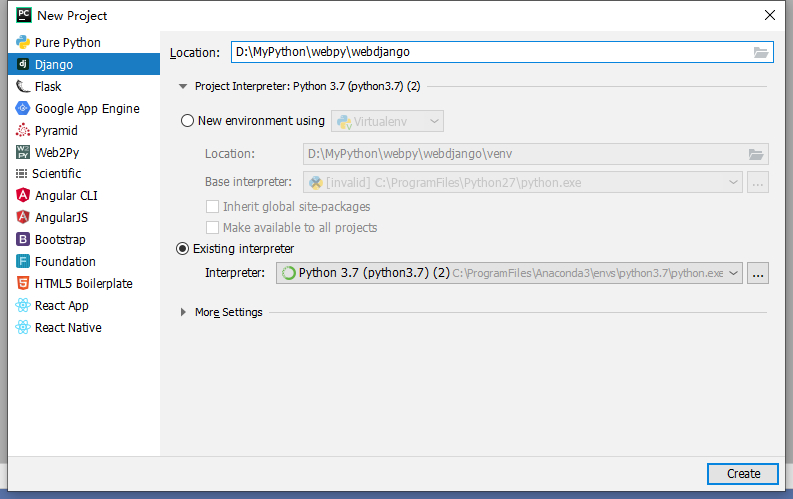 New Project
Pure Python
Django
Flask
Google App Engine
Pyramid
Web2Py
Scientific
Angular CLI
AngularJS
Bootstrap
Foundation
HTML5 Boilerplate
React App
React Native
Location: D:\MyPython\webpy\webdjango
Project Interpreter: Python 3.7 (python3.7) (2)
New environment using Virtualenv
Location: D:\MyPython\webpy\webdjango\venv
Base interpreter: [invalid] C:\ProgramFiles\Python27\python.exe ...
Inherit global site-packages
Make available to all projects
Existing interpreter
Interpreter: Python 3.7 (python3.7) (2) C:\ProgramFiles\Anaconda3\envs\python3.7\python.exe ...
More Settings
Create